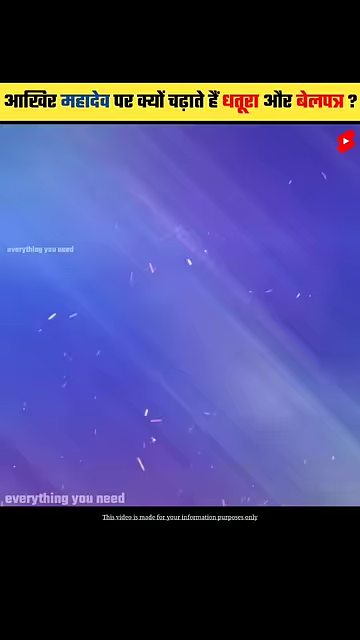 आखिर महादेव पर क्यों चढ़ाते हैं धतूरा और बेलपत्र ?
everything you need
everything you need
This video is made for your information purposes only